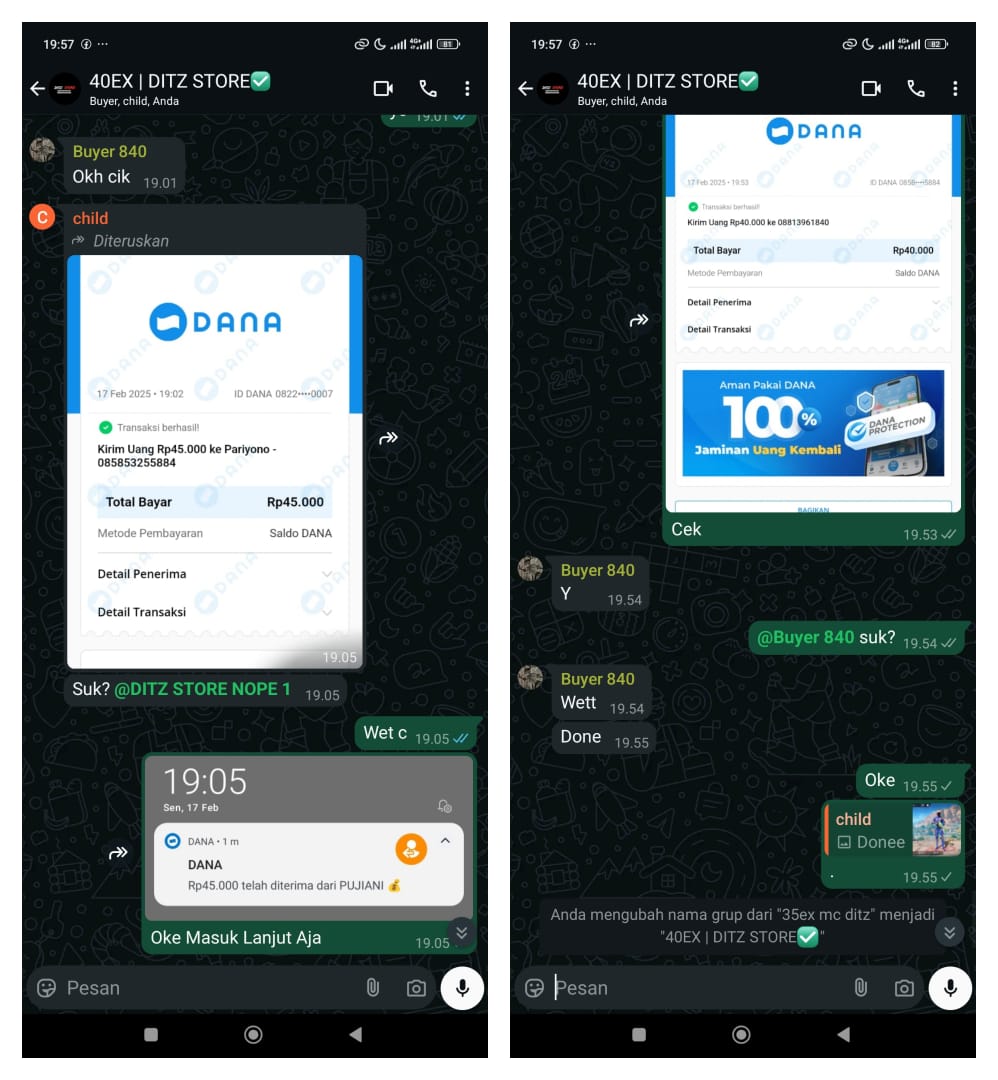 19:57
4G+
81
40EX | DITZ STORE✅
Buyer, child, Anda
19.01
Buyer 840
Okh cik 19.01
C
child
Diteruskan
DANA
17 Feb 2025 • 19:02 ID DANA 0822••••0007
Transaksi berhasil!
Kirim Uang Rp45.000 ke Pariyono -
085853255884
Total Bayar Rp45.000
Metode Pembayaran Saldo DANA
Detail Penerima
Detail Transaksi
19.05
Suk? @DITZ STORE NOPE 1 19.05
Wet c 19.05
19:05
Sen, 17 Feb
DANA • 1 m
DANA
Rp45.000 telah diterima dari PUJIANI 💰
Oke Masuk Lanjut Aja 19.05
Pesan
19:57
4G+
82
40EX | DITZ STORE✅
Buyer, child, Anda
DANA
17 Feb 2025 • 19:53 ID DANA 0858••••5884
Transaksi berhasil!
Kirim Uang Rp40.000 ke 08813961840
Total Bayar Rp40.000
Metode Pembayaran Saldo DANA
Detail Penerima
Detail Transaksi
Aman Pakai DANA
100%
Jaminan Uang Kembali
DANA
PROTECTION
BAGIKAN
Cek 19.53
Buyer 840
Y 19.54
@Buyer 840 suk? 19.54
Buyer 840
Wett 19.54
Done 19.55
Oke 19.55
child
Donee
. 19.55
Anda mengubah nama grup dari "35ex mc ditz" menjadi
"40EX | DITZ STORE✅"
Pesan